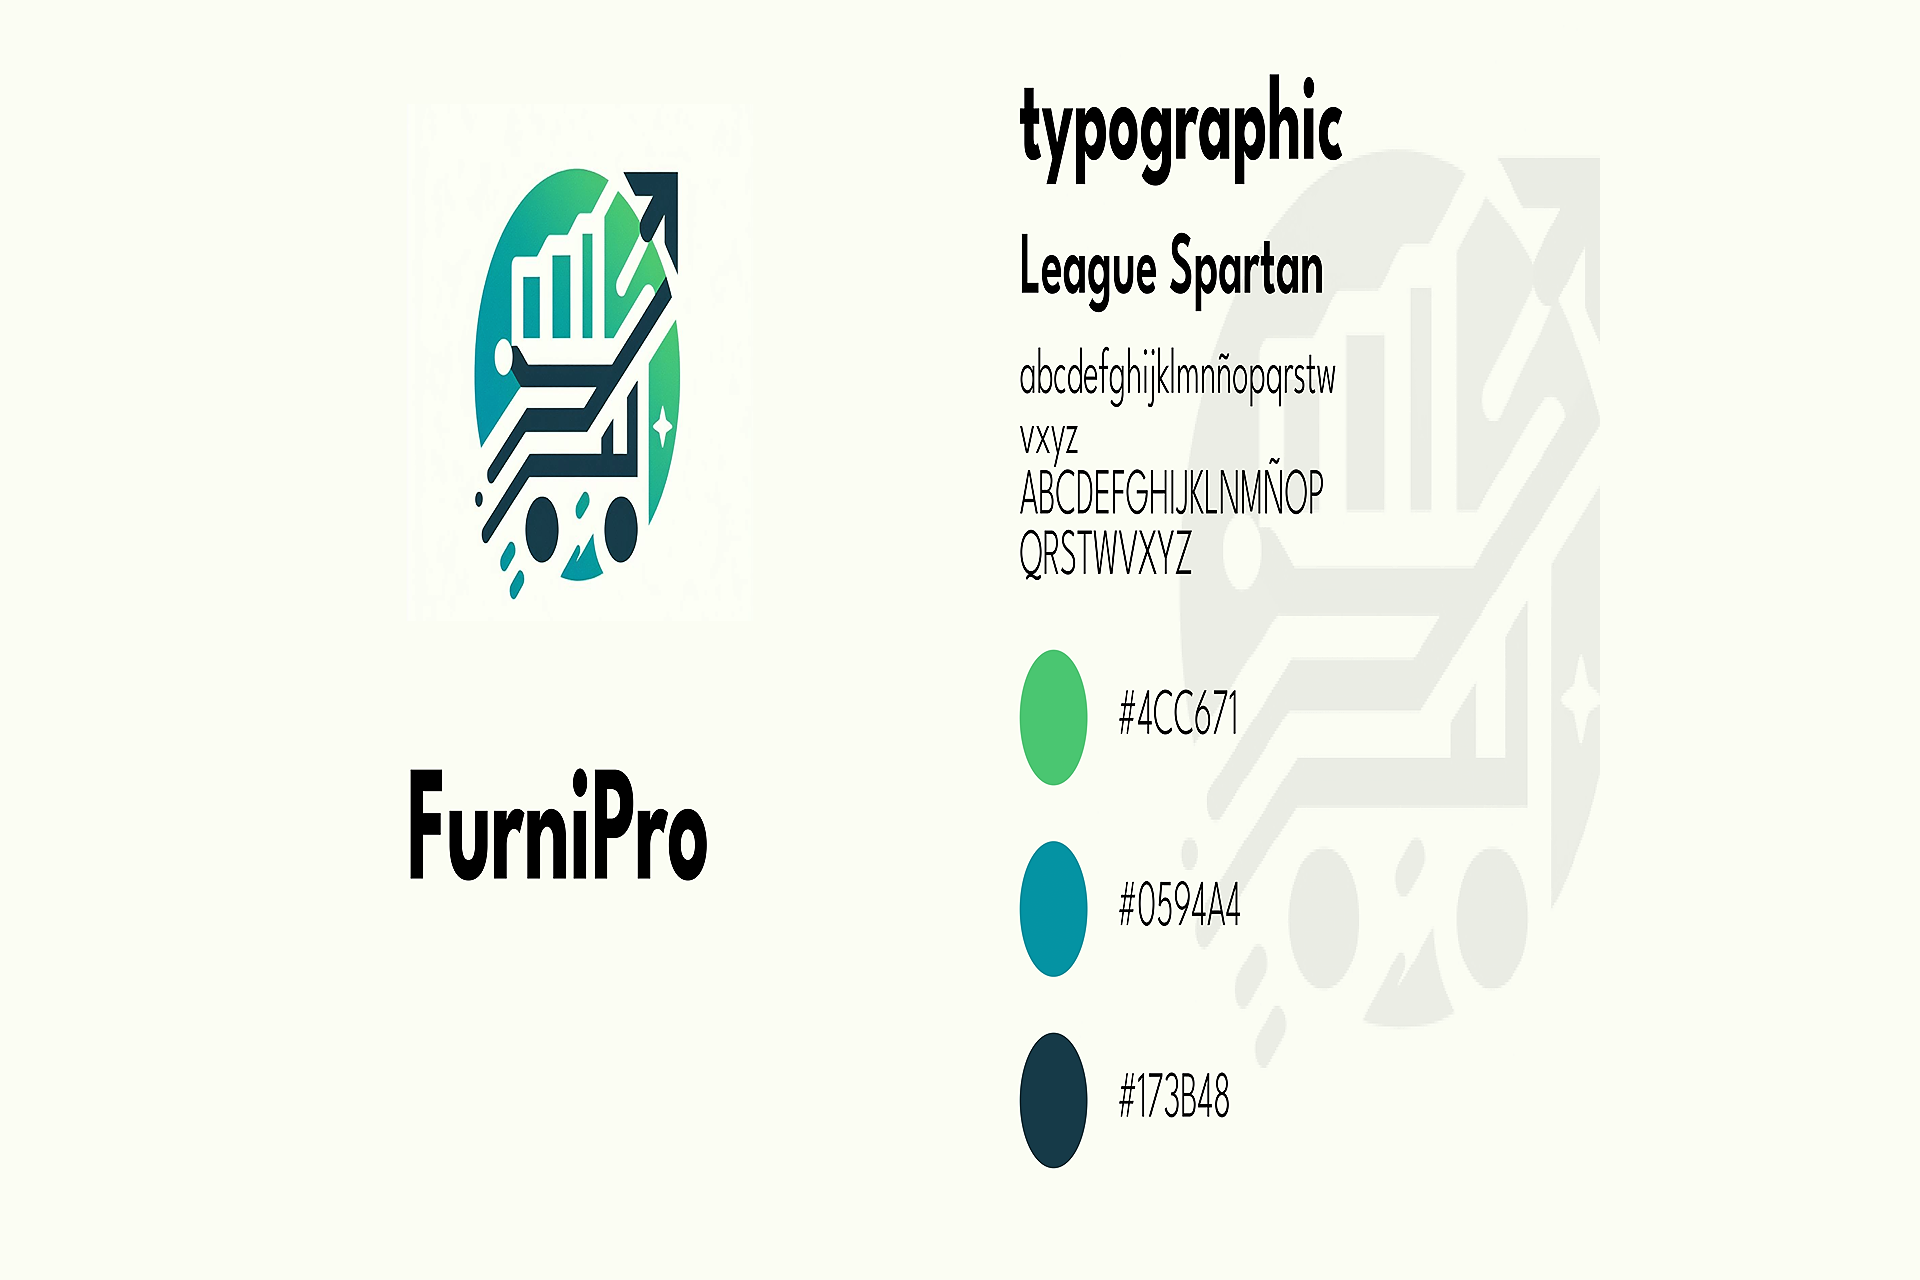 FurniPro
typographic
League Spartan
abcdefghijklmnñopqrstw
vxyz
ABCDEFGHIJKLNMÑOP
QRSTWVXYZ
#4CC671
#0594A4
#173B48